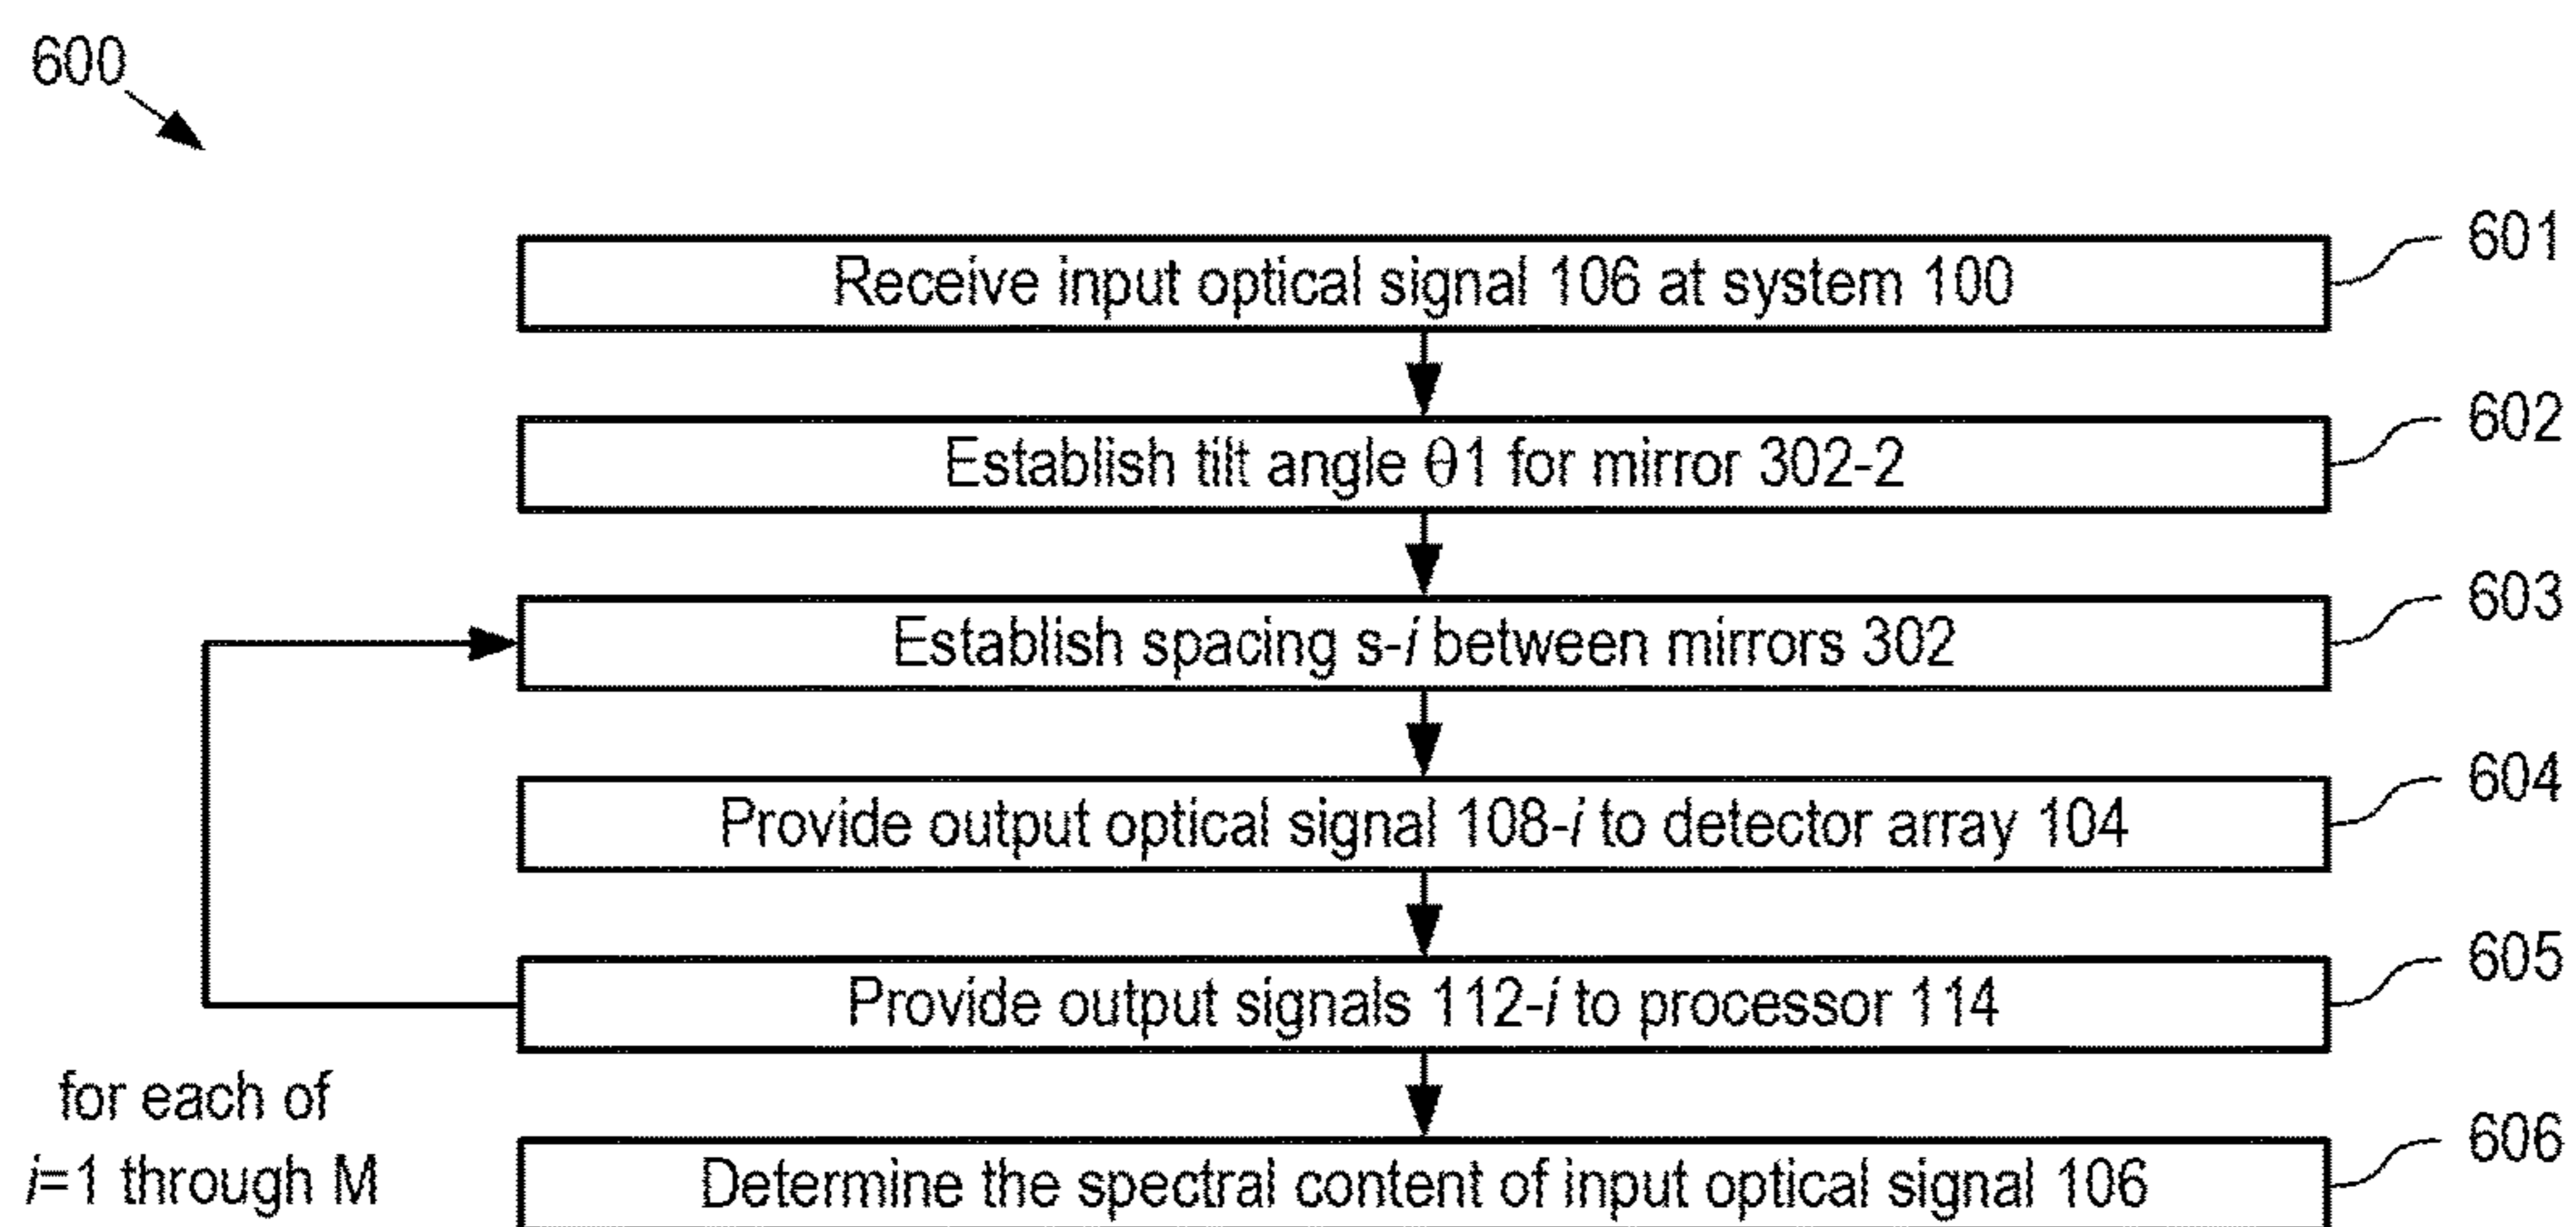 600
601
Receive input optical signal 106 at system 100
602
Establish tilt angle θ1 for mirror 302-2
603
Establish spacing s-i between mirrors 302
604
Provide output optical signal 108-i to detector array 104
605
Provide output signals 112-i to processor 114
for each of
i=1 through M
606
Determine the spectral content of input optical signal 106